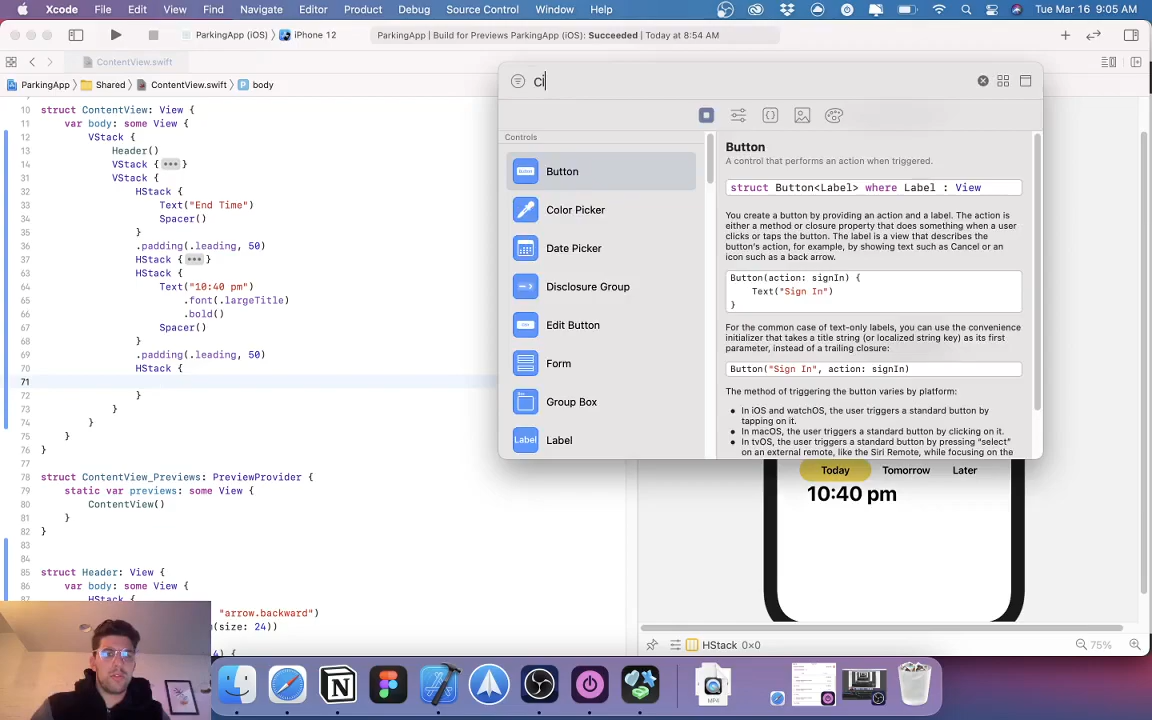 Xcode File Edit View Find Navigate Editor Product Debug Source Control Window Help Tue Mar 16 9:05 AM
ParkingApp (iOS) iPhone 12 ParkingApp | Build for Previews ParkingApp (iOS): Succeeded | Today at 8:54 AM
ContentView.swift
ParkingApp Shared ContentView.swift body
10 struct ContentView: View {
11 var body: some View {
12 VStack {
13 Header()
14 VStack { ••• }
31 VStack {
32 HStack {
33 Text("End Time")
34 Spacer()
35 }
36 .padding(.leading, 50)
37 HStack { ••• }
63 HStack {
64 Text("10:40 pm")
65 .font(.largeTitle)
66 .bold()
67 Spacer()
68 }
69 .padding(.leading, 50)
70 HStack {
71
72 }
73 }
74 }
75 }
76 }
77
78 struct ContentView_Previews: PreviewProvider {
79 static var previews: some View {
80 ContentView()
81 }
82 }
83
84
85 struct Header: View {
86 var body: some View {
HStack {
"arrow.backward")
(size: 24))
4) {
ci
Controls
Button
Color Picker
Date Picker
Disclosure Group
Edit Button
Form
Group Box
Label Label
Button
A control that performs an action when triggered.
struct Button<Label> where Label : View
You create a button by providing an action and a label. The action is
either a method or closure property that does something when a user
clicks or taps the button. The label is a view that describes the
button's action, for example, by showing text such as Cancel or an
icon such as a back arrow.
Button(action: signIn) {
Text("Sign In")
}
For the common case of text-only labels, you can use the convenience
initializer that takes a title string (or localized string key) as its first
parameter, instead of a trailing closure:
Button("Sign In", action: signIn)
The method of triggering the button varies by platform:
• In iOS and watchOS, the user triggers a standard button by
tapping on it.
• In macOS, the user triggers a standard button by clicking on it.
• In tvOS, the user triggers a standard button by pressing "select"
on an external remote, like the Siri Remote, while focusing on the
Today Tomorrow Later
10:40 pm
HStack 0×0 75%
MP4